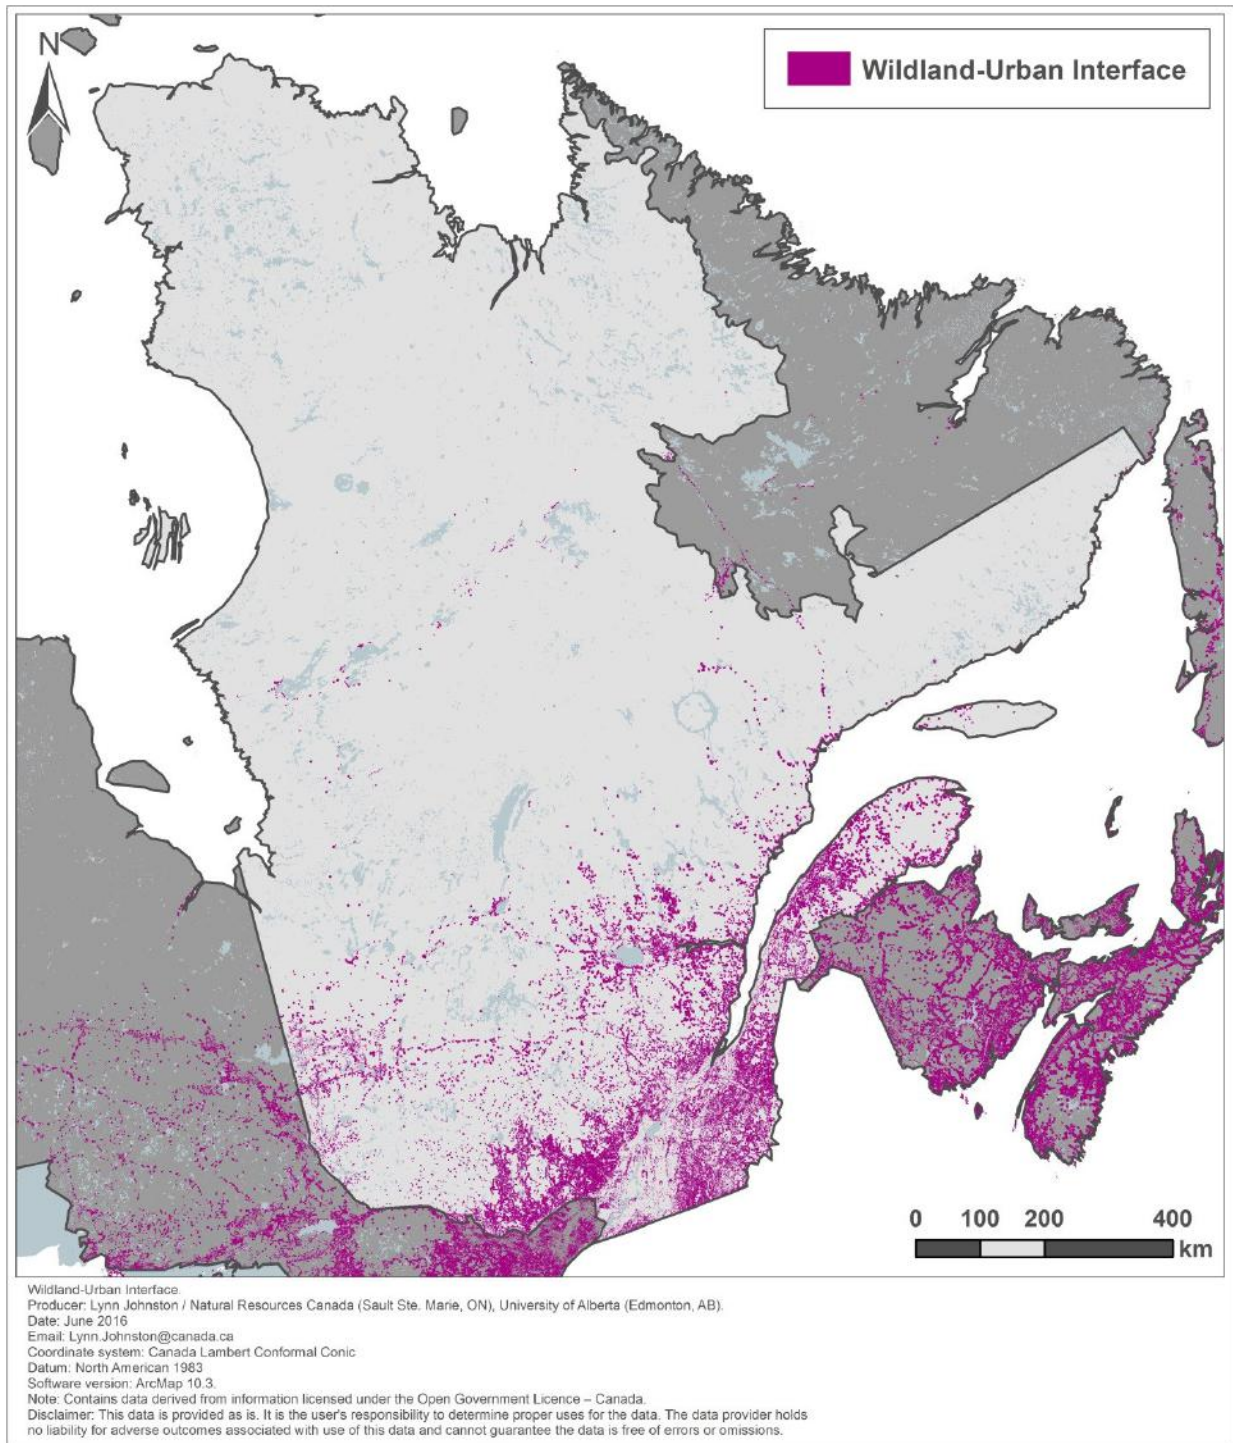 N
Wildland-Urban Interface
0 100 200 400
km
Wildland-Urban Interface.
Producer: Lynn Johnston / Natural Resources Canada (Sault Ste. Marie, ON), University of Alberta (Edmonton, AB).
Date: June 2016
Email: Lynn.Johnston@canada.ca
Coordinate system: Canada Lambert Conformal Conic
Datum: North American 1983
Software version: ArcMap 10.3.
Note: Contains data derived from information licensed under the Open Government Licence – Canada.
Disclaimer: This data is provided as is. It is the user's responsibility to determine proper uses for the data. The data provider holds
no liability for adverse outcomes associated with use of this data and cannot guarantee the data is free of errors or omissions.